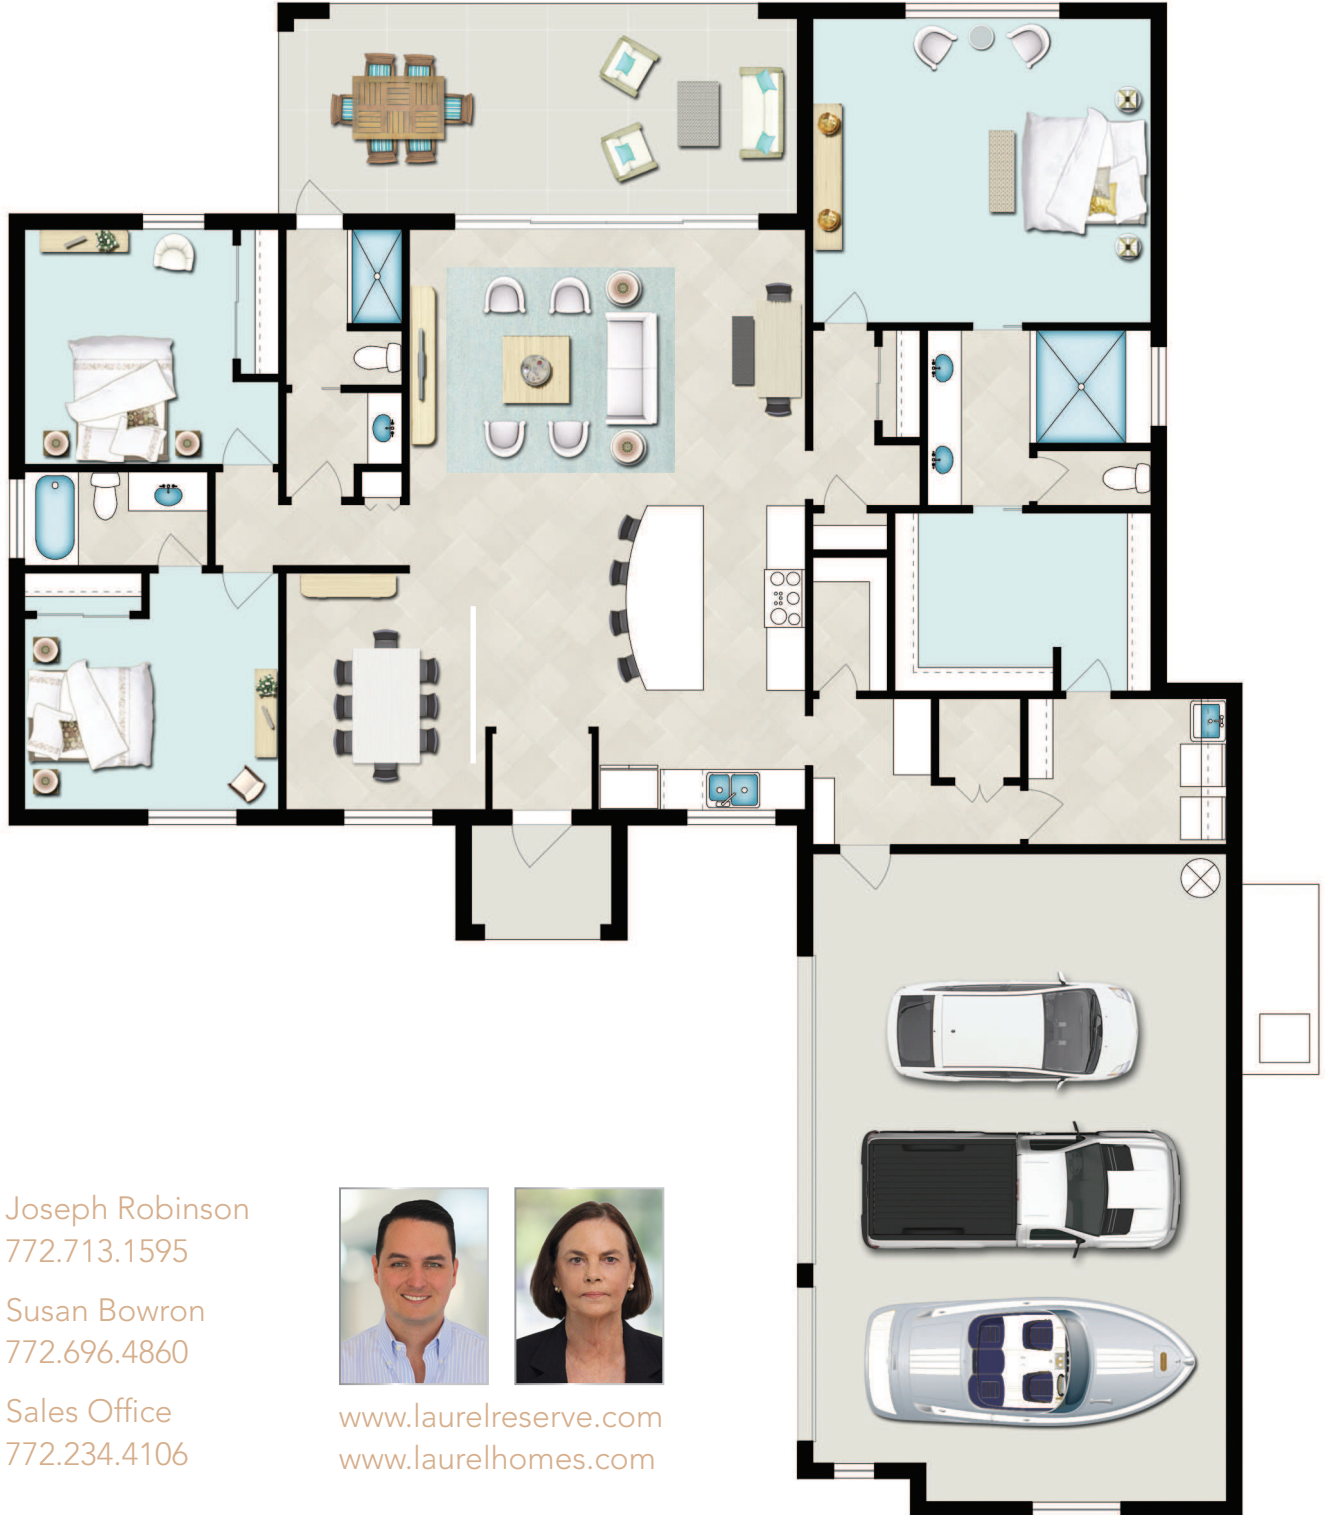 Joseph Robinson
772.713.1595
Susan Bowron
772.696.4860
Sales Office
772.234.4106
www.laurelreserve.com
www.laurelhomes.com